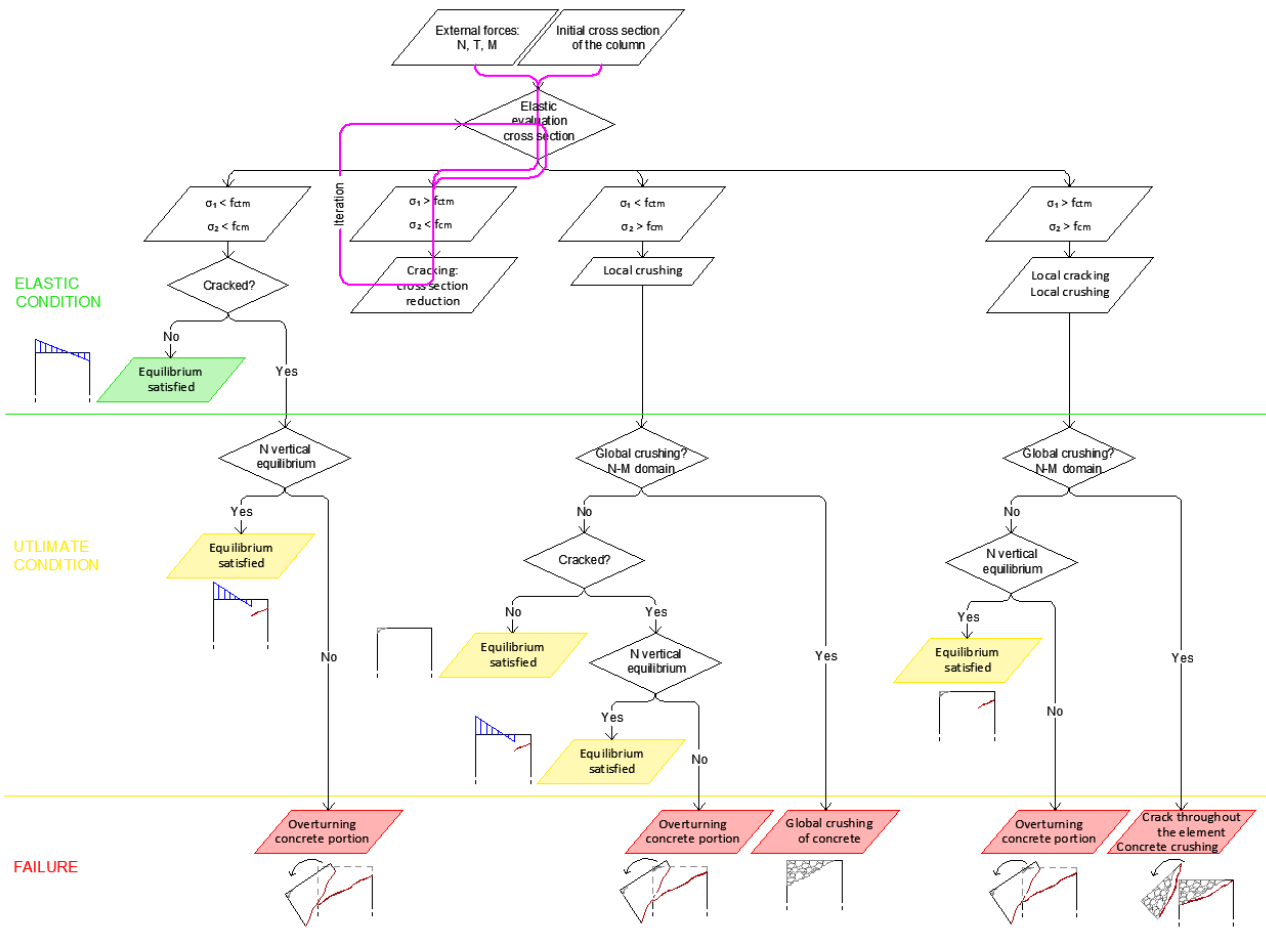 External forces:
N, T, M
Initial cross section
of the column
Elastic
evaluation
cross section
Iteration
σ₁ < fctm
σ₂ < fcm
σ₁ > fctm
σ₂ < fcm
σ₁ < fctm
σ₂ > fcm
σ₁ > fctm
σ₂ > fcm
Cracked?
Cracking:
cross section
reduction
Local crushing
Local cracking
Local crushing
ELASTIC
CONDITION
No
Yes
Equilibrium
satisfied
N vertical
equilibrium
Global crushing?
N-M domain
Global crushing?
N-M domain
Yes
No
No
Yes
No
Yes
UTLIMATE
CONDITION
Equilibrium
satisfied
Cracked?
N vertical
equilibrium
No
Yes
Yes
No
Equilibrium
satisfied
N vertical
equilibrium
Equilibrium
satisfied
Yes
No
Equilibrium
satisfied
FAILURE
Overturning
concrete portion
Overturning
concrete portion
Global crushing
of concrete
Overturning
concrete portion
Crack throughout
the element
Concrete crushing